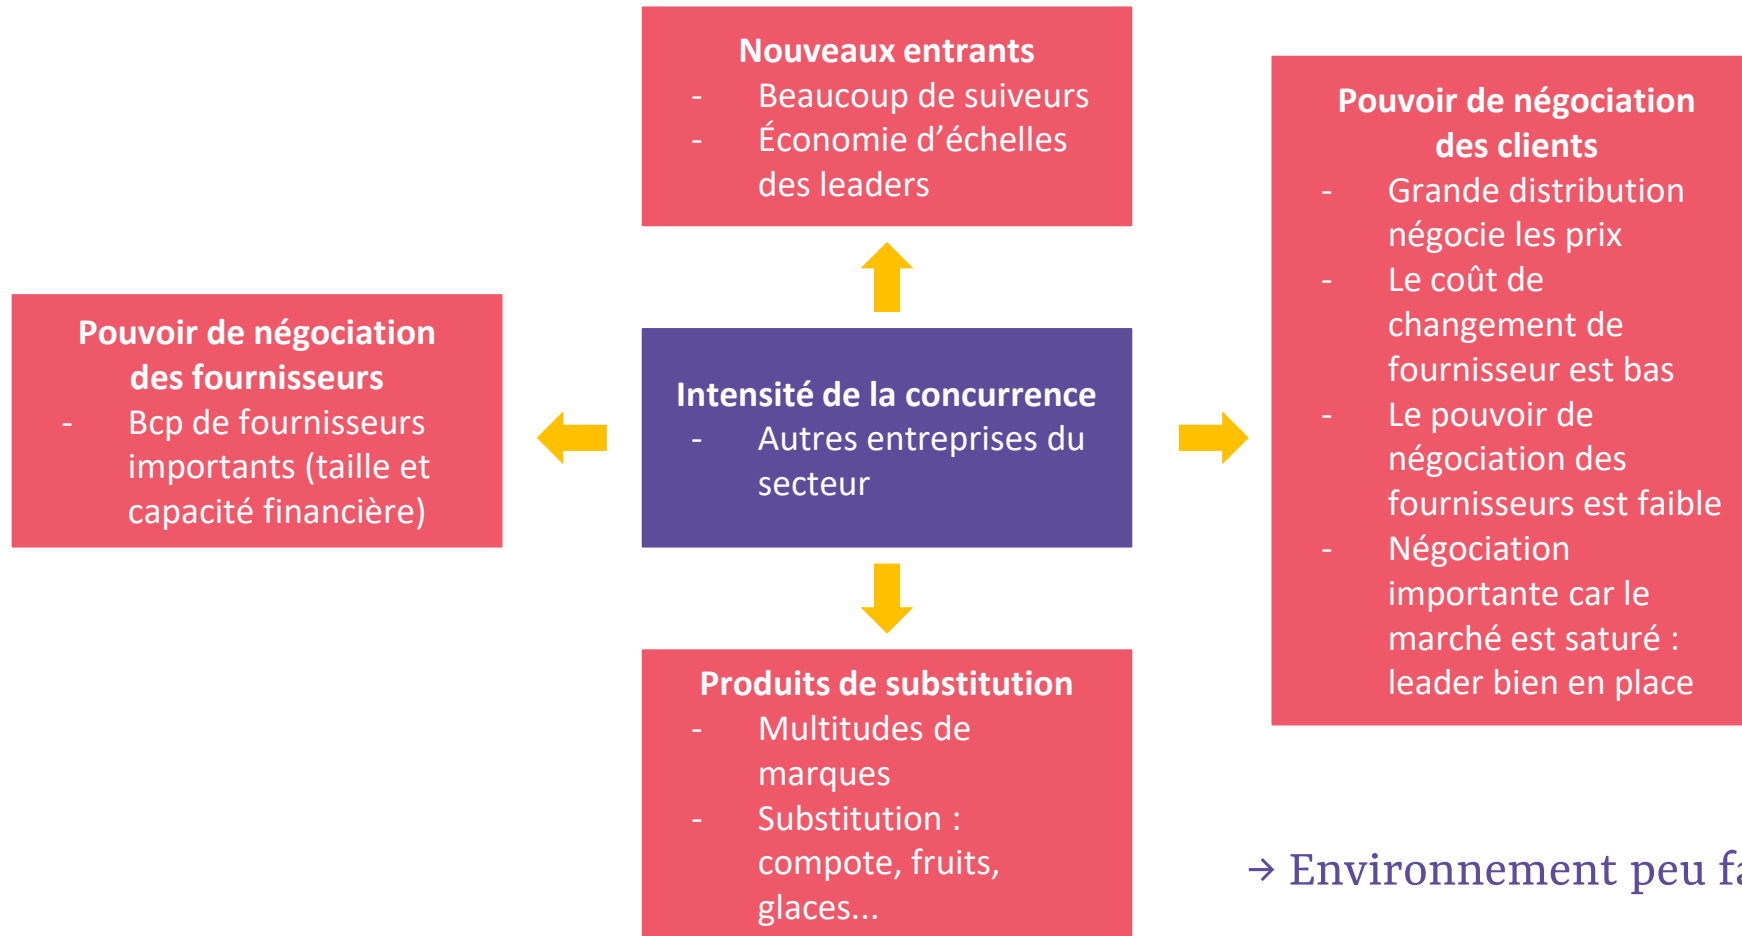 Nouveaux entrants
- Beaucoup de suiveurs
- Économie d’échelles
des leaders
Pouvoir de négociation
des fournisseurs
- Bcp de fournisseurs
importants (taille et
capacité financière)
Intensité de la concurrence
- Autres entreprises du
secteur
Pouvoir de négociation
des clients
- Grande distribution
négocie les prix
- Le coût de
changement de
fournisseur est bas
- Le pouvoir de
négociation des
fournisseurs est faible
- Négociation
importante car le
marché est saturé :
leader bien en place
Produits de substitution
- Multitudes de
marques
- Substitution :
compote, fruits,
glaces...
→ Environnement peu